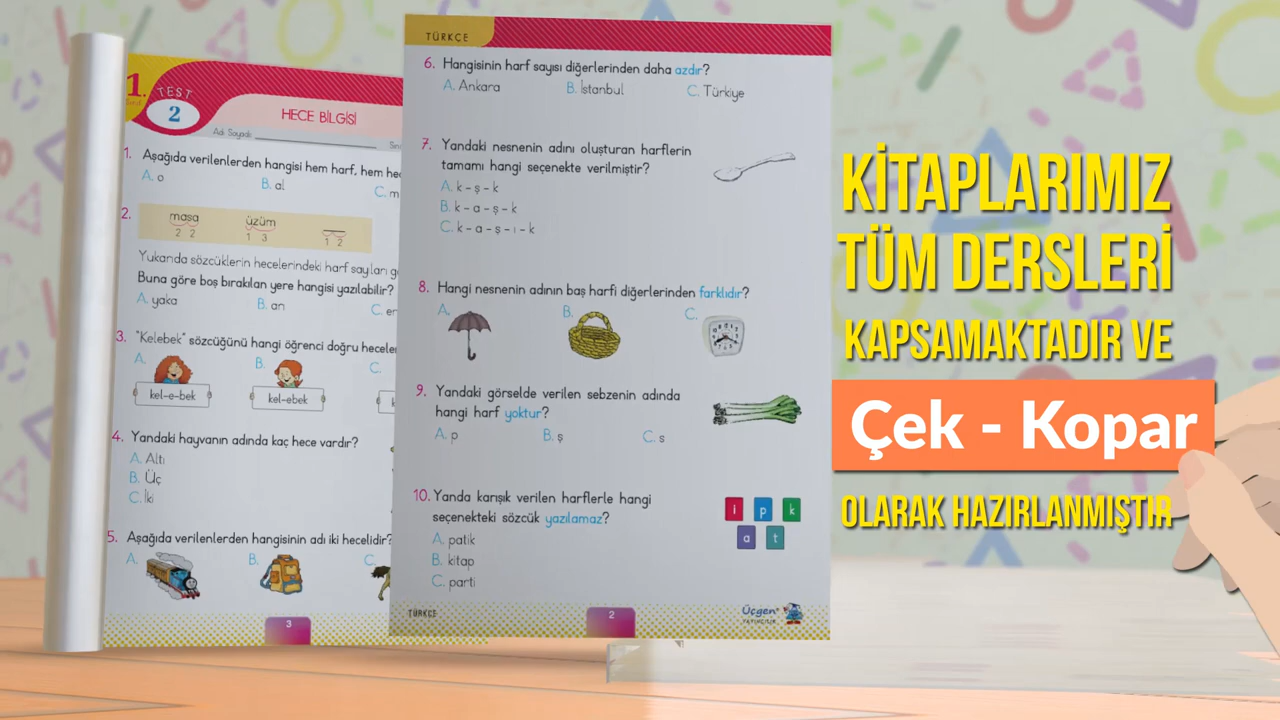 1.
Sınıf
TEST
2
HECE BİLGİSİ
Adı Soyadı:
1. Aşağıda verilenlerden hangisi hem harf, hem
A. o B. al C.
2. masa üzüm
2 2 1 3 1 2
Yukarıda sözcüklerin hecelerindeki harf sayıları
Buna göre boş bırakılan yere hangisi yazılabilir?
A. yaka B. an C.
3. "Kelebek" sözcüğünü hangi öğrenci doğru
A. B. C.
kel-e-bek kel-ebek
4. Yandaki hayvanın adında kaç hece vardır?
A. Altı
B. Üç
C. İki
5. Aşağıda verilenlerden hangisinin adı iki hecelidir?
A. B. C.
3
TÜRKÇE
6. Hangisinin harf sayısı diğerlerinden daha azdır?
A. Ankara B. İstanbul C. Türkiye
7. Yandaki nesnenin adını oluşturan harflerin
tamamı hangi seçenekte verilmiştir?
A. k - ş - k
B. k - a - ş - k
C. k - a - ş - ı - k
8. Hangi nesnenin adının baş harfi diğerlerinden farklıdır?
A. B. C.
9. Yandaki görselde verilen sebzenin adında
hangi harf yoktur?
A. p B. ş C. s
10. Yanda karışık verilen harflerle hangi
seçenekteki sözcük yazılamaz?
i p k
a t
A. patik
B. kitap
C. parti
TÜRKÇE
2
Üçgen
YAYINCILIK
KİTAPLARIMIZ
TÜM DERSLERİ
KAPSAMAKTADIR VE
Çek - Kopar
OLARAK HAZIRLANMIŞTIR